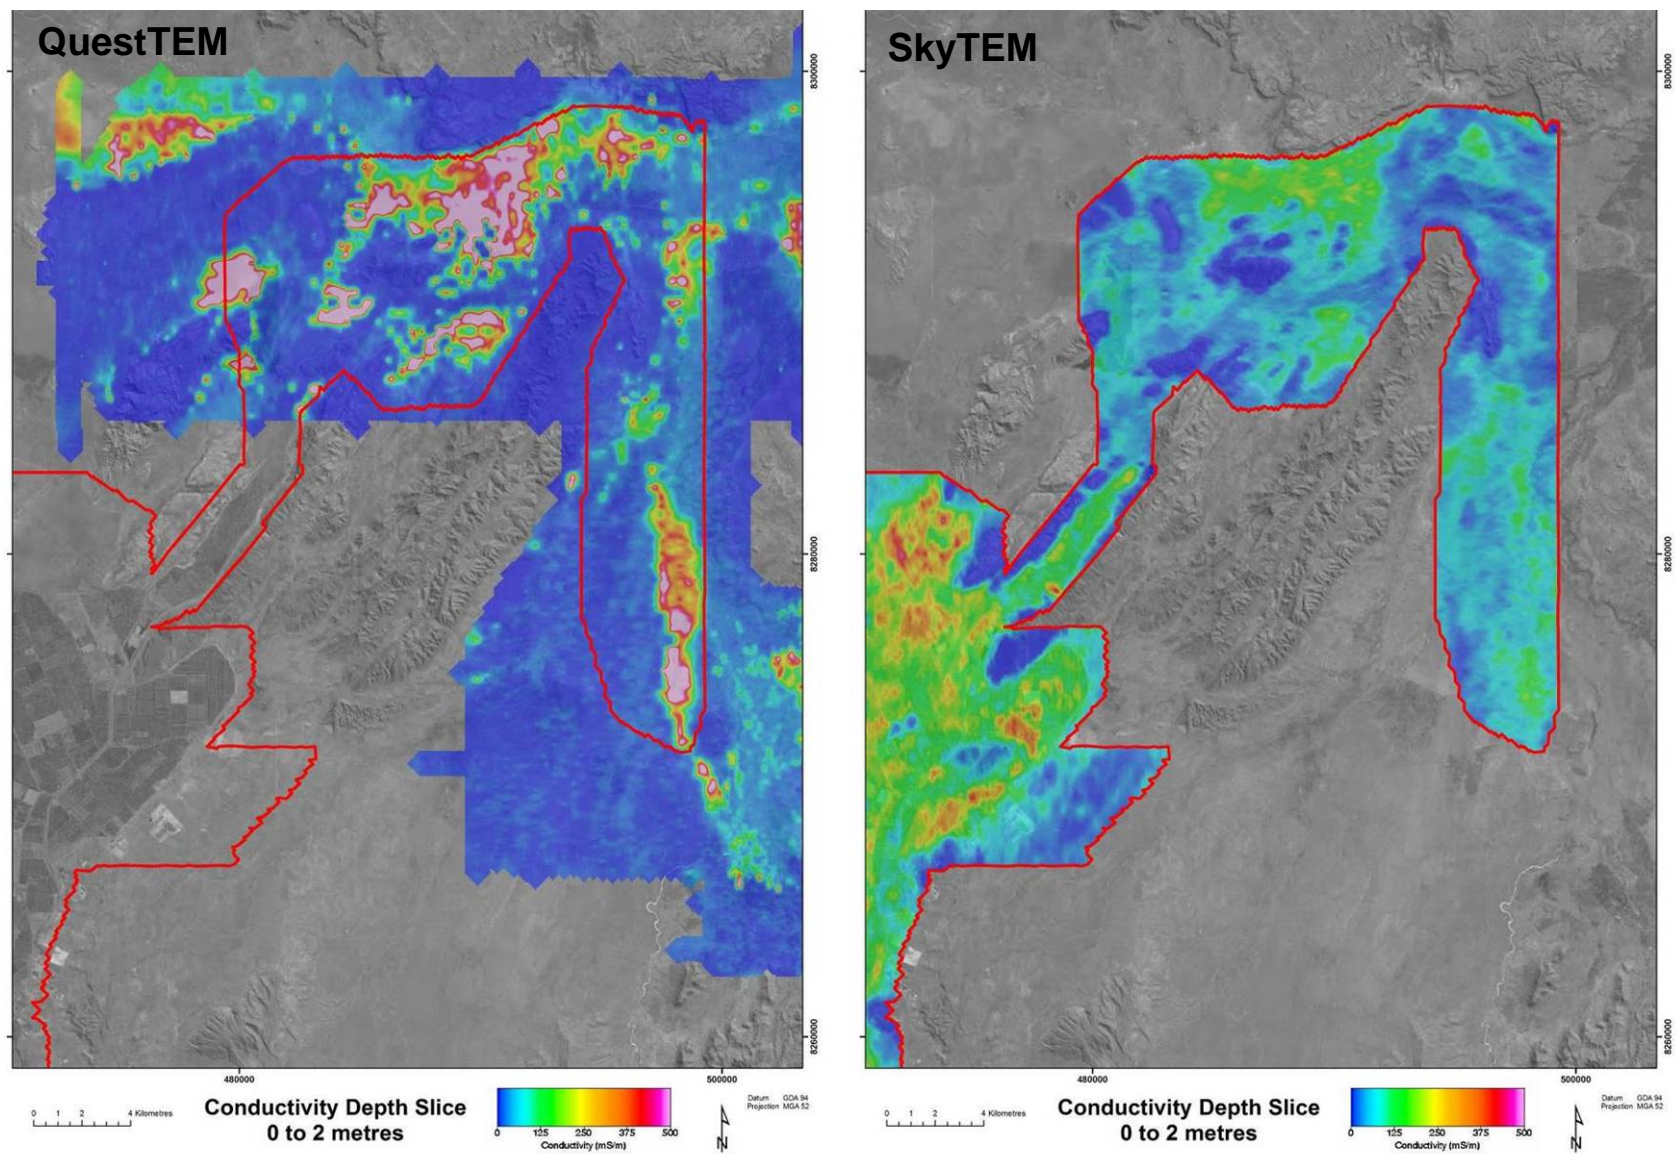 QuestTEM
8300000
8280000
8260000
480000
500000
0 1 2 4 Kilometres
Conductivity Depth Slice
0 to 2 metres
0 125 250 375 500
Conductivity (mS/m)
Datum GDA 94
Projection MGA 52
N
SkyTEM
8300000
8280000
8260000
480000
500000
0 1 2 4 Kilometres
Conductivity Depth Slice
0 to 2 metres
0 125 250 375 500
Conductivity (mS/m)
Datum GDA 94
Projection MGA 52
N